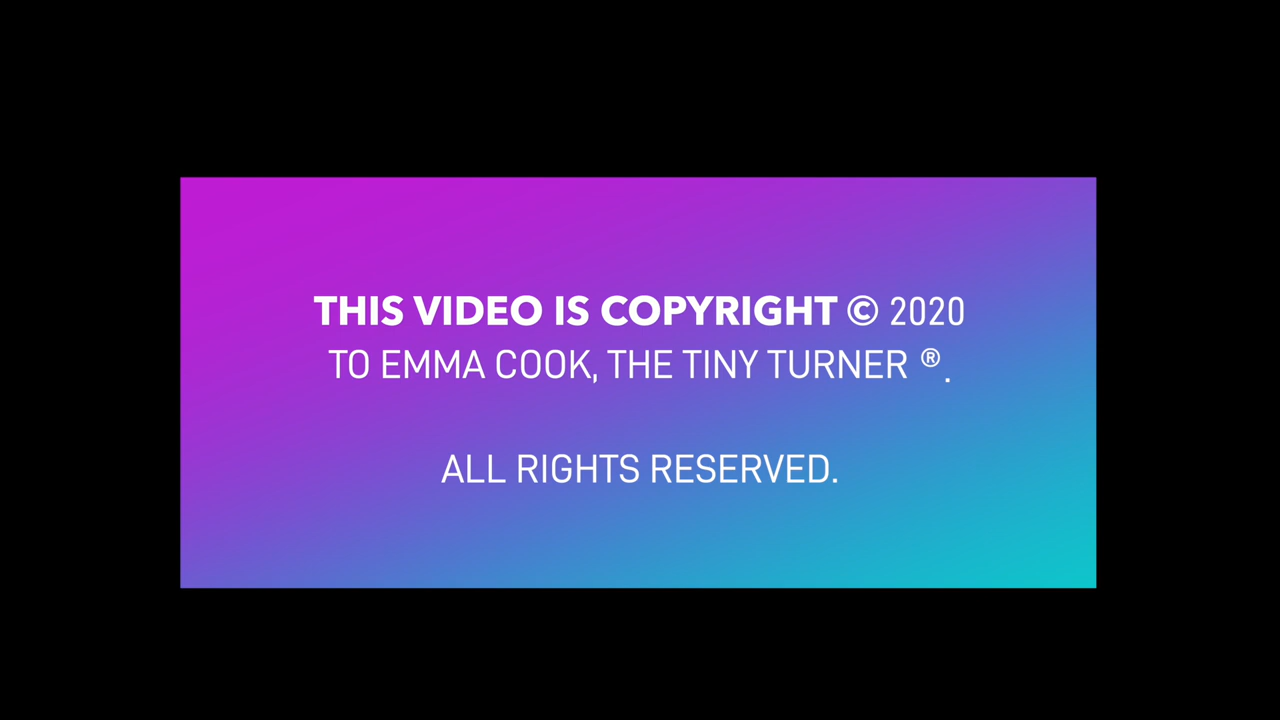 THIS VIDEO IS COPYRIGHT © 2020
TO EMMA COOK, THE TINY TURNER ®.
ALL RIGHTS RESERVED.